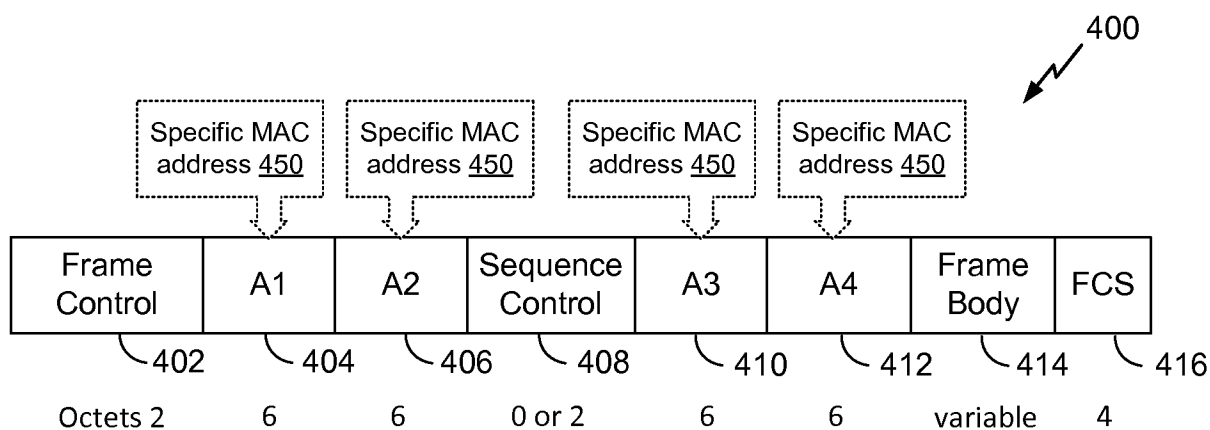 400
Specific MAC
address 450
Specific MAC
address 450
Specific MAC
address 450
Specific MAC
address 450
Frame
Control
A1
A2
Sequence
Control
A3
A4
Frame
Body
FCS
402
404
406
408
410
412
414
416
Octets 2
6
6
0 or 2
6
6
variable
4